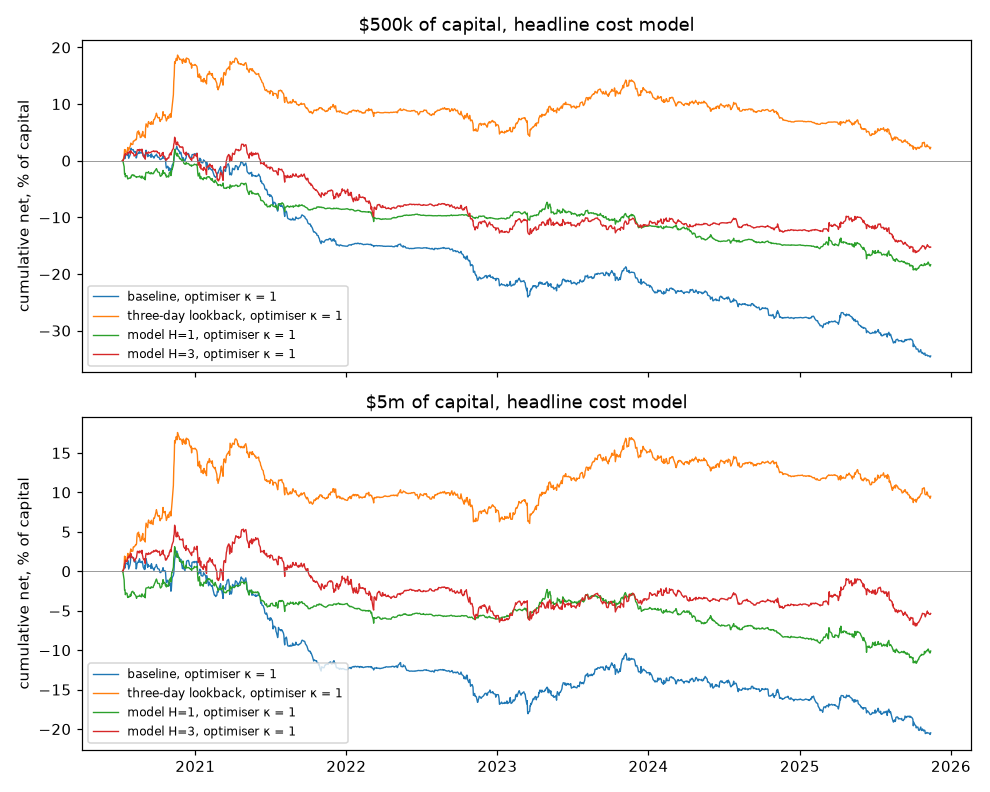 $500k of capital, headline cost model
20
10
0
−10
−20
−30
cumulative net, % of capital
baseline, optimiser κ = 1
three-day lookback, optimiser κ = 1
model H=1, optimiser κ = 1
model H=3, optimiser κ = 1
$5m of capital, headline cost model
15
10
5
0
−5
−10
−15
−20
cumulative net, % of capital
baseline, optimiser κ = 1
three-day lookback, optimiser κ = 1
model H=1, optimiser κ = 1
model H=3, optimiser κ = 1
2021 2022 2023 2024 2025 2026